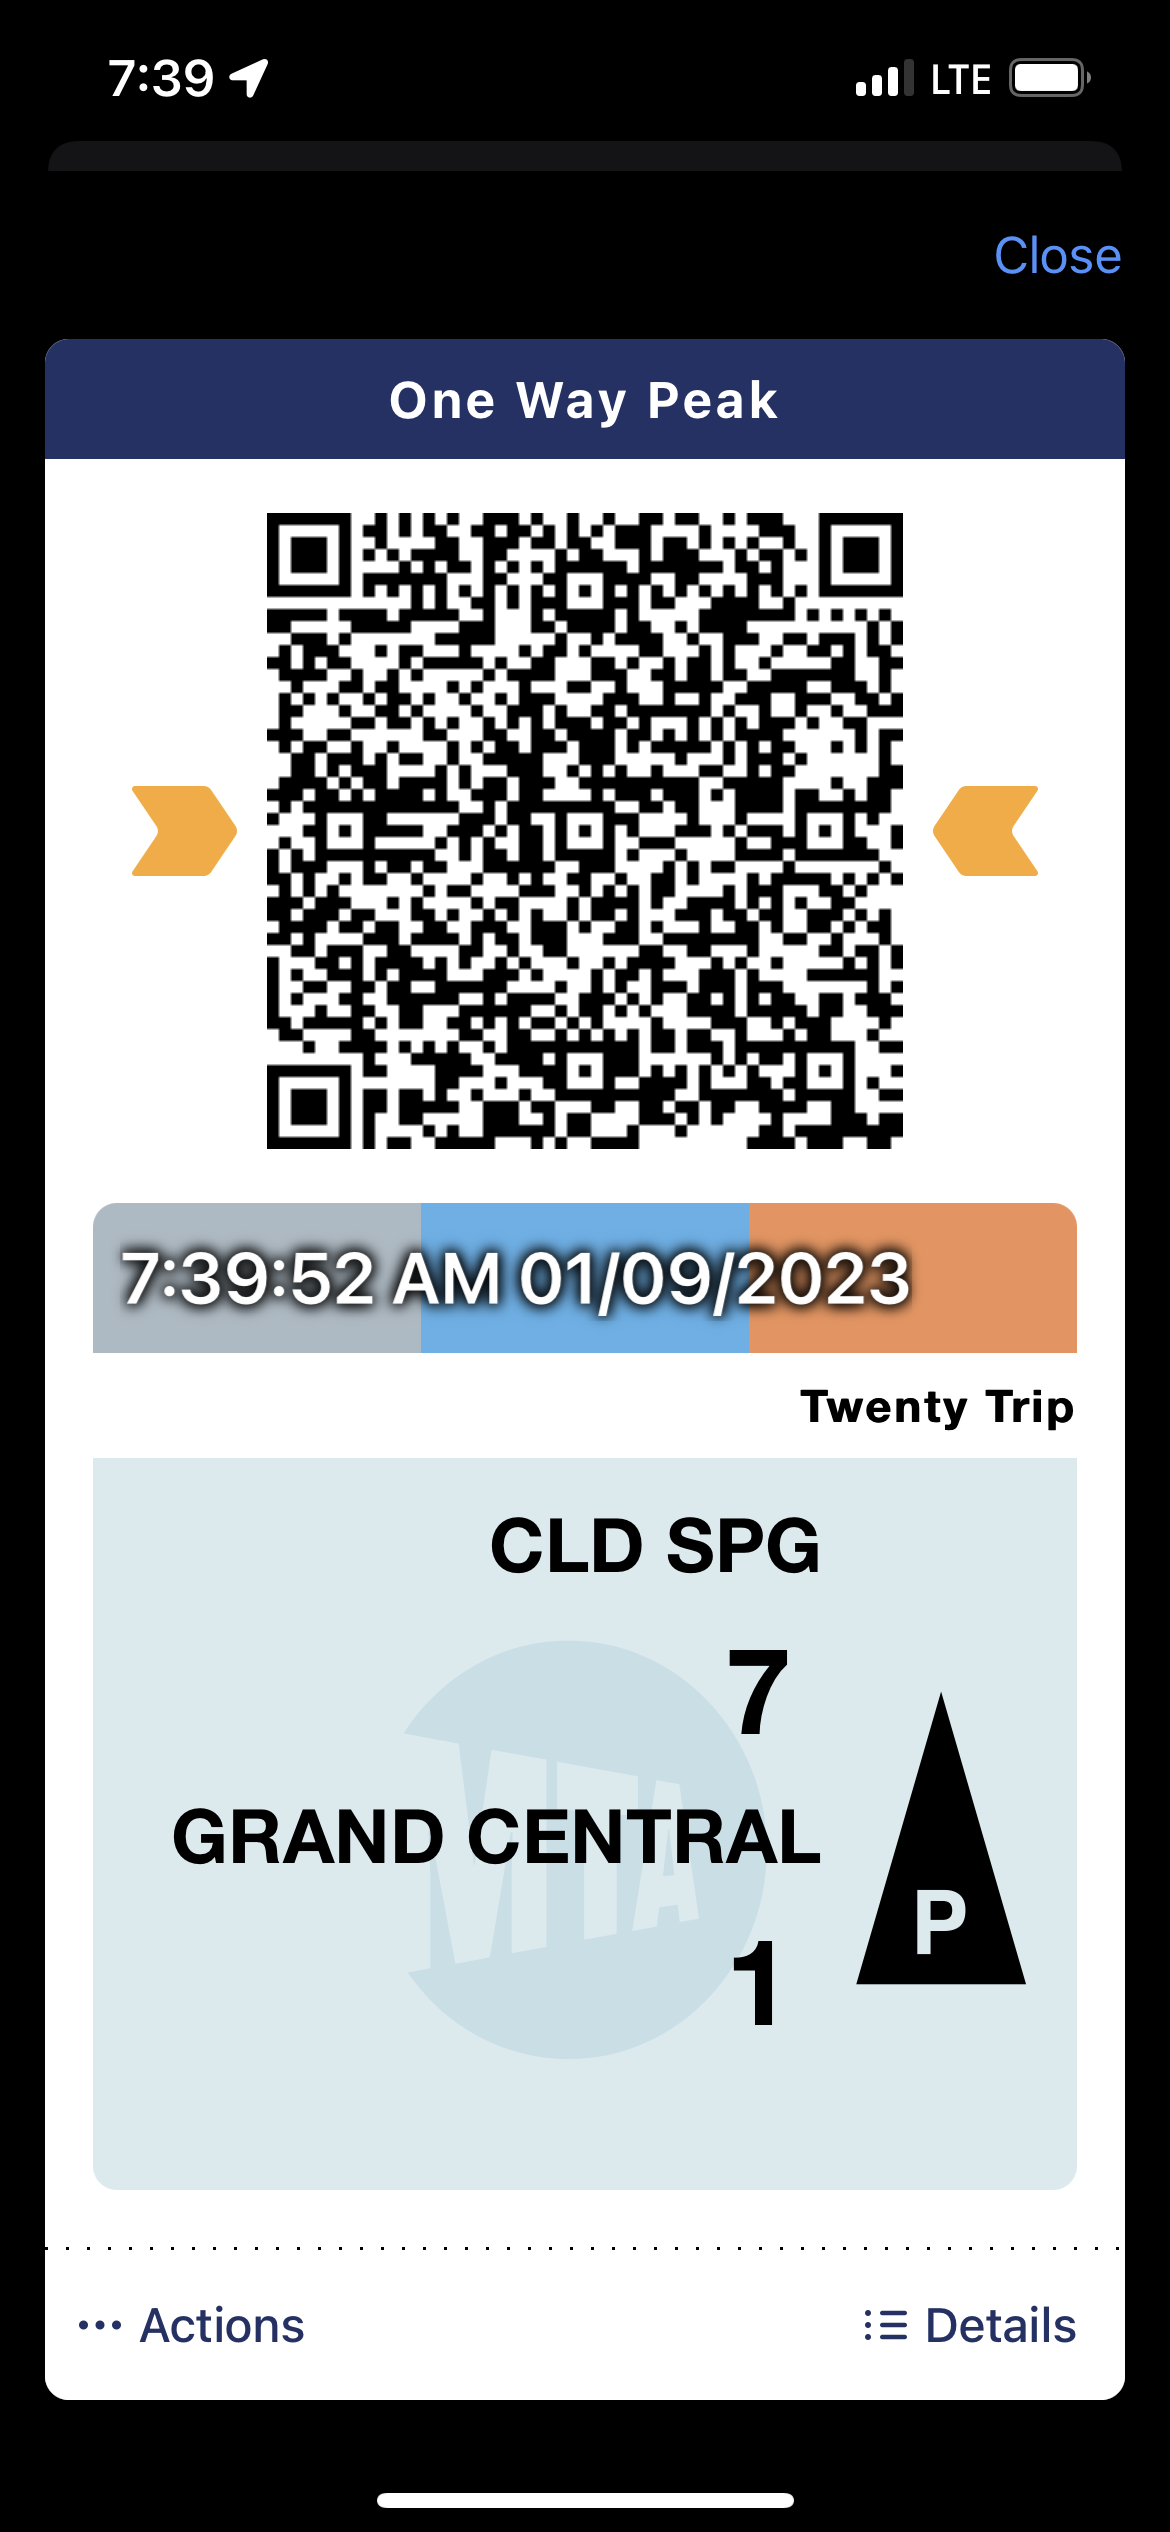 7:39 LTE
Close
One Way Peak
7:39:52 AM 01/09/2023
Twenty Trip
CLD SPG
7
GRAND CENTRAL
MTA
1
P
Actions
Details